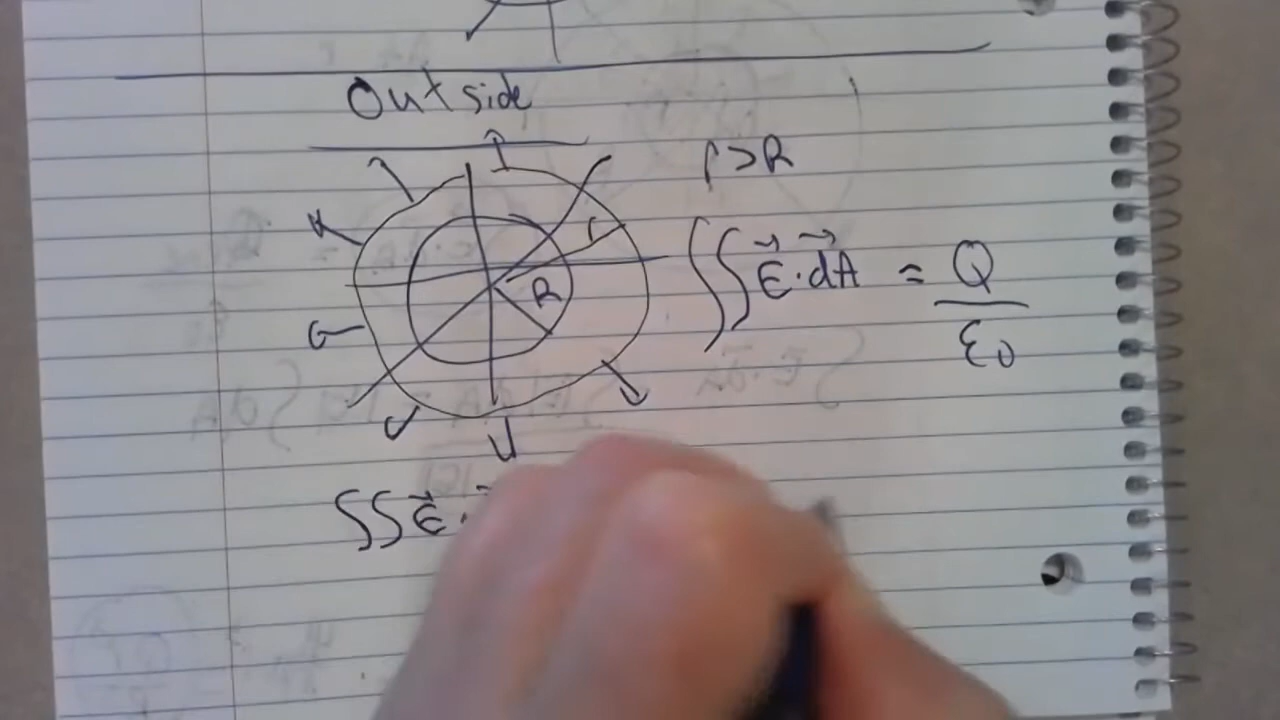 Outside
r > R
r
R
∬ E⃗ · dA⃗ = Q / ε₀
∬ E⃗ ·